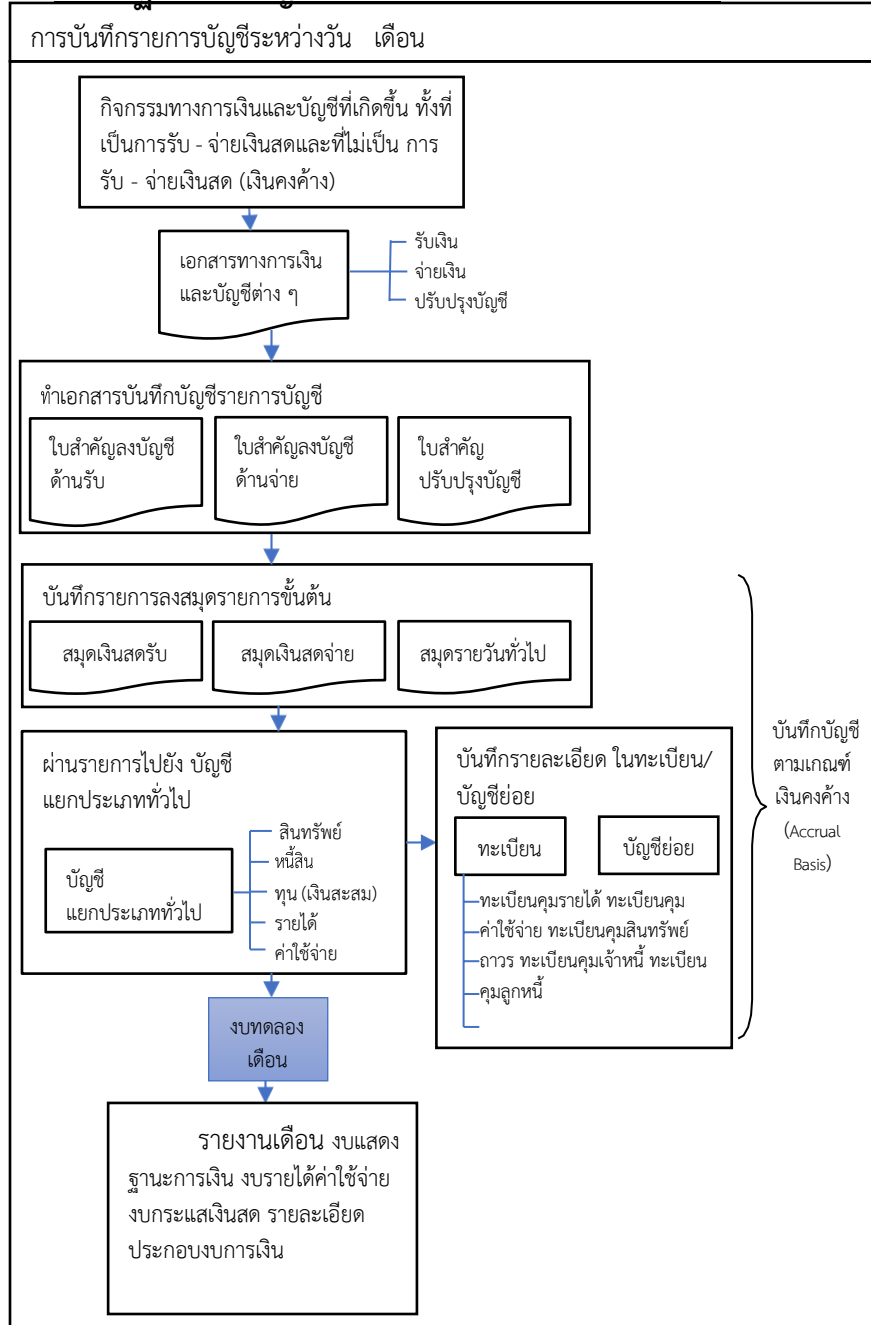 การบันทึกรายการบัญชีระหว่างวัน เดือน
กิจกรรมทางการเงินและบัญชีที่เกิดขึ้น ทั้งที่
เป็นการรับ - จ่ายเงินสดและที่ไม่เป็น การ
รับ - จ่ายเงินสด (เงินคงค้าง)
เอกสารทางการเงิน
และบัญชีต่าง ๆ
รับเงิน
จ่ายเงิน
ปรับปรุงบัญชี
ทำเอกสารบันทึกบัญชีรายการบัญชี
ใบสำคัญลงบัญชี
ด้านรับ
ใบสำคัญลงบัญชี
ด้านจ่าย
ใบสำคัญ
ปรับปรุงบัญชี
บันทึกรายการลงสมุดรายการขั้นต้น
สมุดเงินสดรับ
สมุดเงินสดจ่าย
สมุดรายวันทั่วไป
ผ่านรายการไปยัง บัญชี
แยกประเภททั่วไป
บัญชี
แยกประเภททั่วไป
สินทรัพย์
หนี้สิน
ทุน (เงินสะสม)
รายได้
ค่าใช้จ่าย
บันทึกรายละเอียด ในทะเบียน/
บัญชีย่อย
ทะเบียน
บัญชีย่อย
ทะเบียนคุมรายได้ ทะเบียนคุม
ค่าใช้จ่าย ทะเบียนคุมสินทรัพย์
ถาวร ทะเบียนคุมเจ้าหนี้ ทะเบียน
คุมลูกหนี้
บันทึกบัญชี
ตามเกณฑ์
เงินคงค้าง
(Accrual
Basis)
งบทดลอง
เดือน
รายงานเดือน งบแสดง
ฐานะการเงิน งบรายได้ค่าใช้จ่าย
งบกระแสเงินสด รายละเอียด
ประกอบงบการเงิน